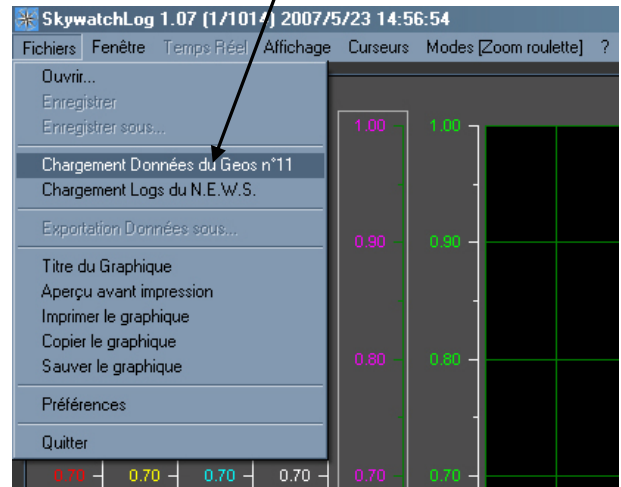 SkywatchLog 1.07 (1/1014) 2007/5/23 14:56:54
Fichiers Fenêtre Temps Réel Affichage Curseurs Modes [Zoom roulette] ?
Ouvrir...
Enregistrer
Enregistrer sous...
Chargement Données du Geos n°11
Chargement Logs du N.E.W.S.
Exportation Données sous...
Titre du Graphique
Aperçu avant impression
Imprimer le graphique
Copier le graphique
Sauver le graphique
Préférences
Quitter
1.00 1.00
0.90 0.90
0.80 0.80
0.70 0.70 0.70 0.70 0.70 0.70